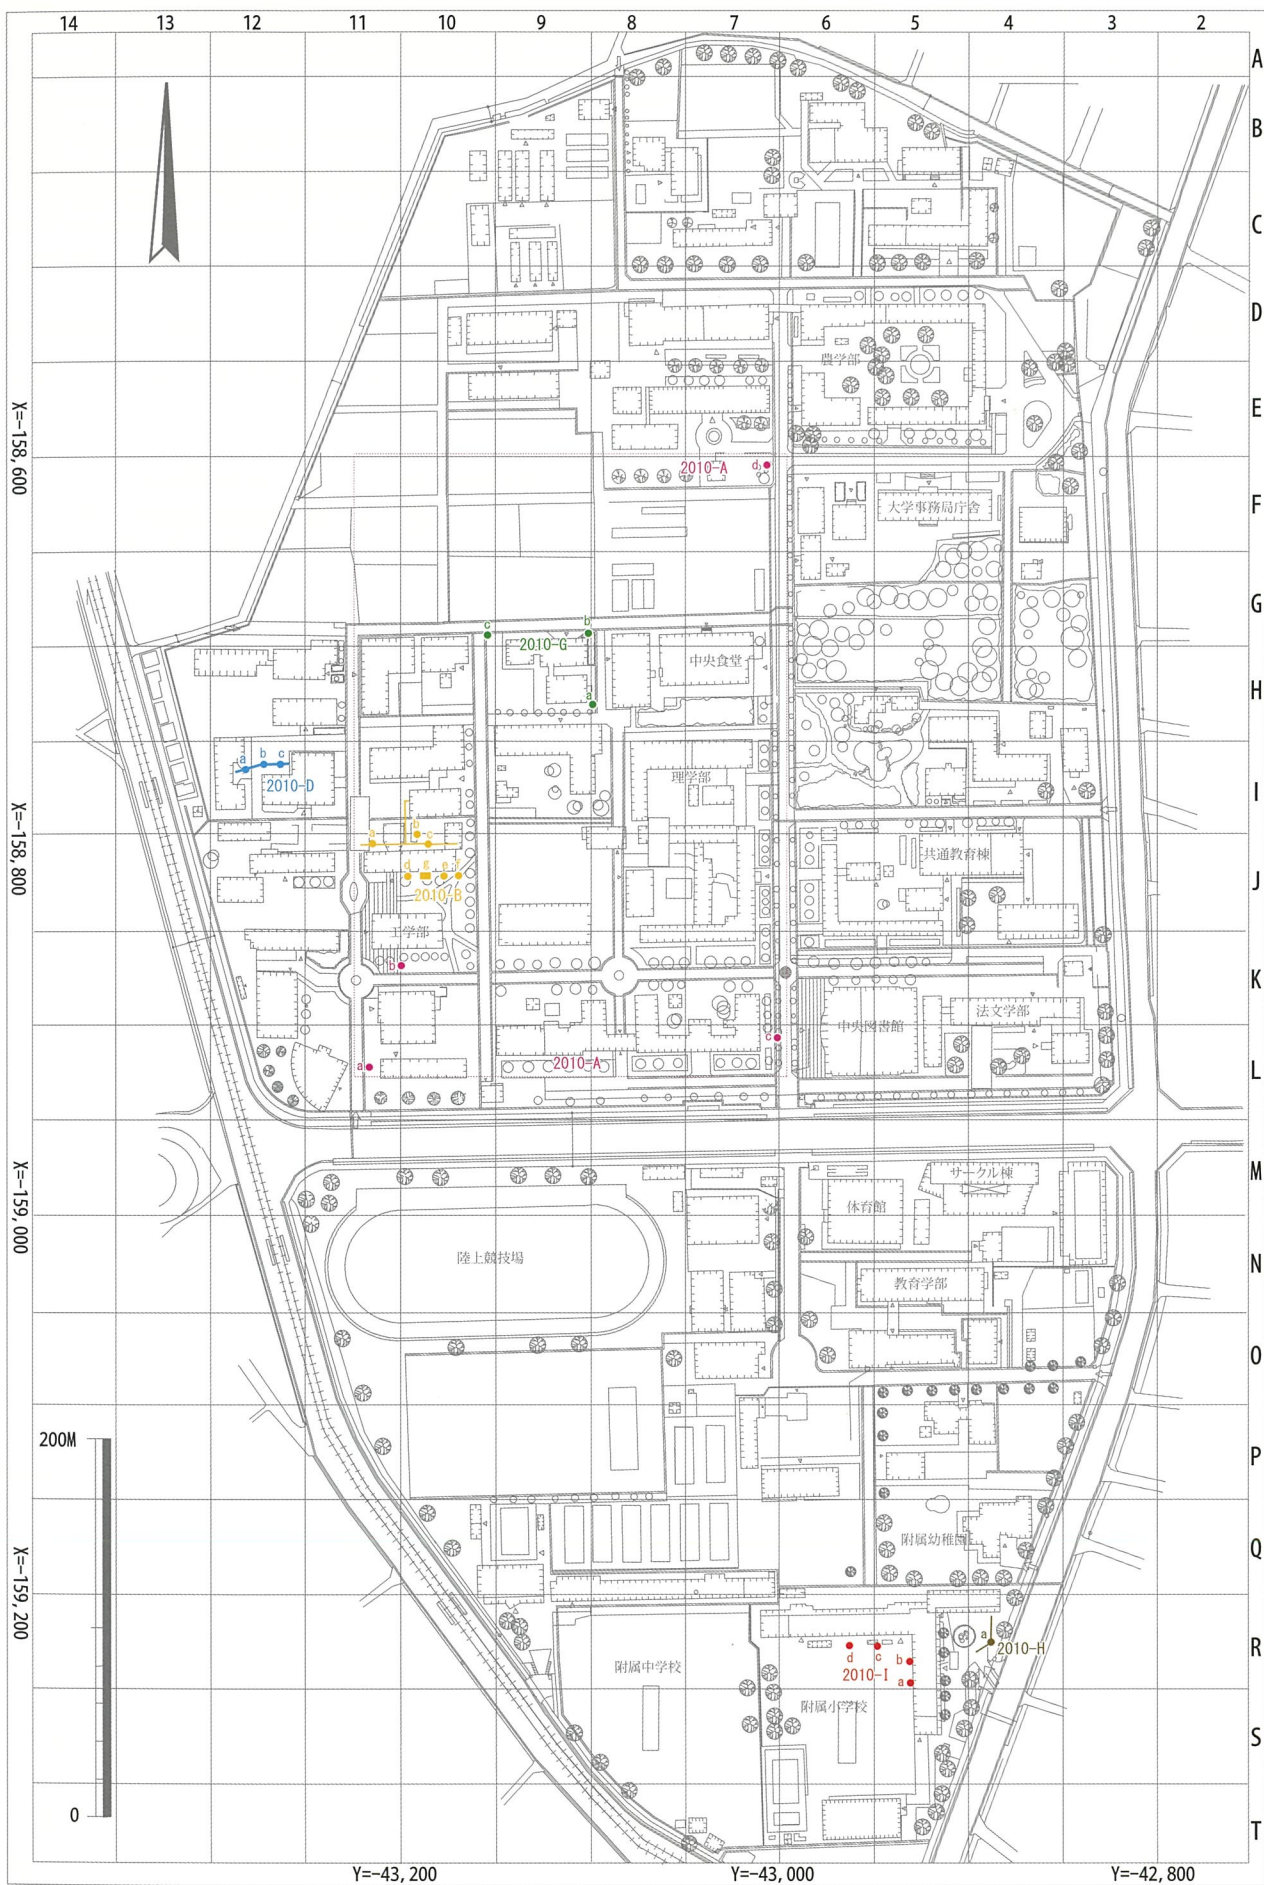 14 13 12 11 10 9 8 7 6 5 4 3 2
A
B
C
D
農学部
E
X=-158,600
2010-A d
F
大学事務局庁舎
G
c b
2010-G
中央食堂
H
a
a b c
2010-D
理学部
I
X=-158,800
a b c
共通教育棟
d g e f
J
2010-B
工学部
b
K
中央図書館
法文学部
c
a
2010-A
L
M
サークル棟
体育館
X=-159,000
陸上競技場
N
教育学部
O
200M
P
附属幼稚園
Q
X=-159,200
a
2010-H
R
附属中学校
d c b
2010-I a
附属小学校
S
0
T
Y=-43,200 Y=-43,000 Y=-42,800